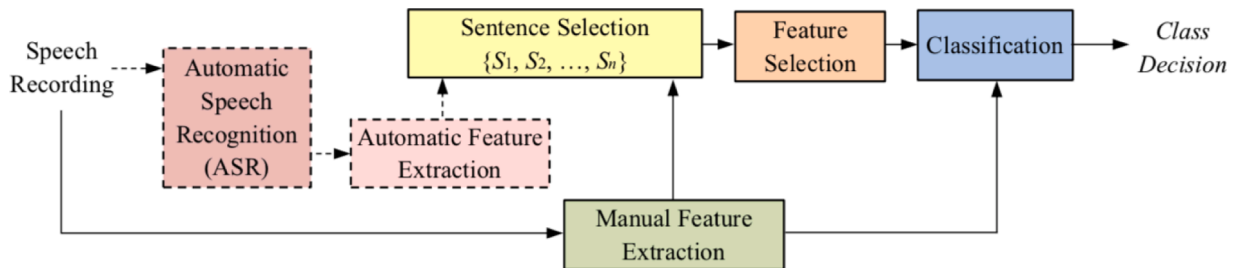 Speech
Recording
Automatic
Speech
Recognition
(ASR)
Automatic Feature
Extraction
Sentence Selection
{S1, S2, …, Sn}
Feature
Selection
Classification
Class
Decision
Manual Feature
Extraction